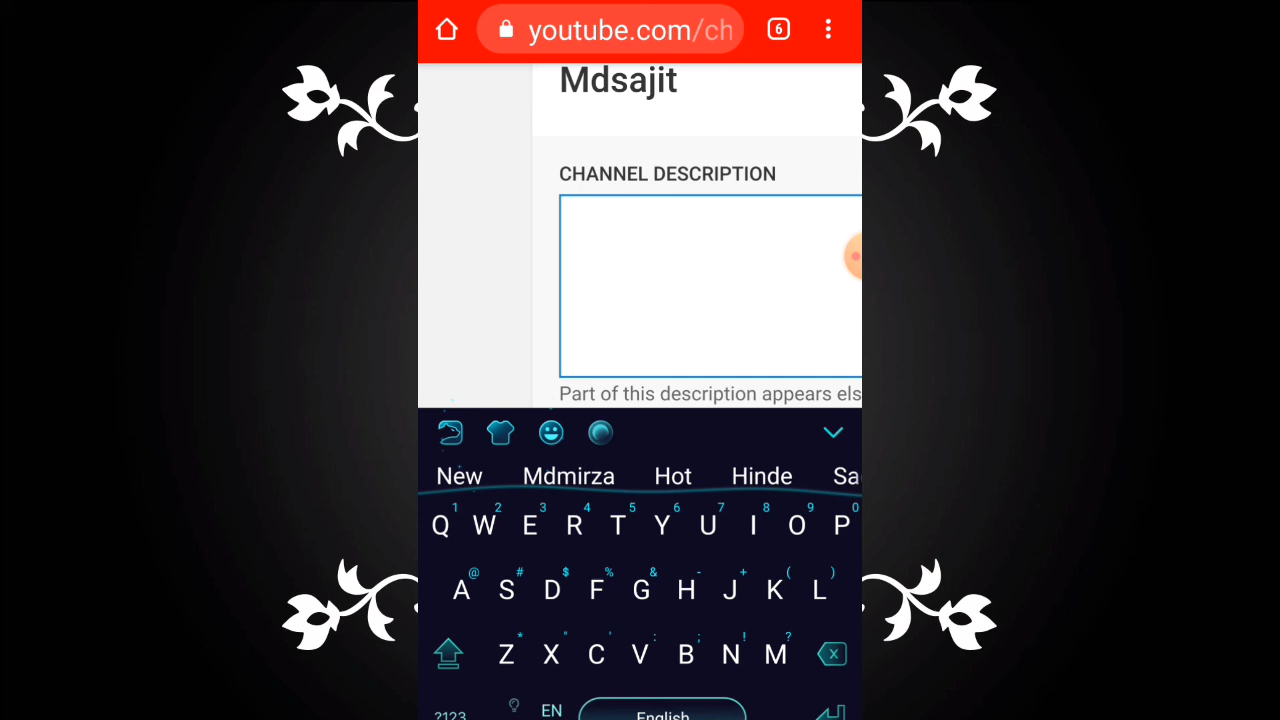 youtube.com/ch 6
Mdsajit
CHANNEL DESCRIPTION
Part of this description appears els
New Mdmirza Hot Hinde Sa
1 2 3 4 5 6 7 8 9 0
Q W E R T Y U I O P
@ # $ % & - + ( )
A S D F G H J K L
* " ' : ; ! ?
Z X C V B N M X
?123 EN English